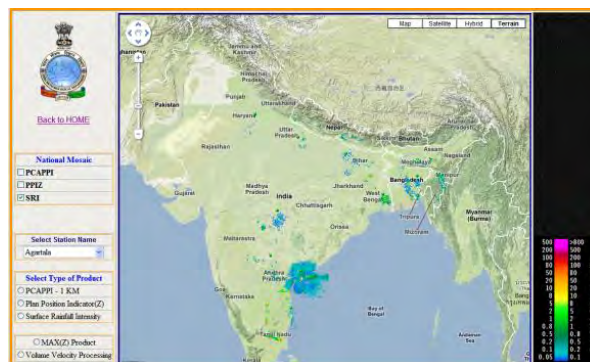 Back to HOME
National Mosaic
PCAPPI
PPIZ
SRI
Select Station Name
Agartala
Select Type of Product
PCAPPI - 1 KM
Plan Position Indicator(Z)
Surface Rainfall Intensity
MAX(Z) Product
Volume Velocity Processing
Map Satellite Hybrid Terrain
Jammu and Kashmir
Himachal Pradesh
Punjab
Pakistan
Uttarakhand
Haryana
Rajasthan
Uttar Pradesh
Nepal
Bhutan
Assam
Nagaland
Bihar
Meghalaya
Manipur
Bangladesh
Gujarat
Madhya Pradesh
Jharkhand
West Bengal
India
Chhattisgarh
Tripura
Mizoram
Myanmar (Burma)
Orissa
Maharashtra
Andhra Pradesh
Goa
Karnataka
Bay of Bengal
Andaman Sea
Tamil Nadu
Kerala
500 >800
200 500
100 200
80 100
50 80
20 50
10 20
8 10
5 8
2 5
1 2
0.8 1
0.5 0.8
0.2 0.5
0.1 0.2
0.05 0.1